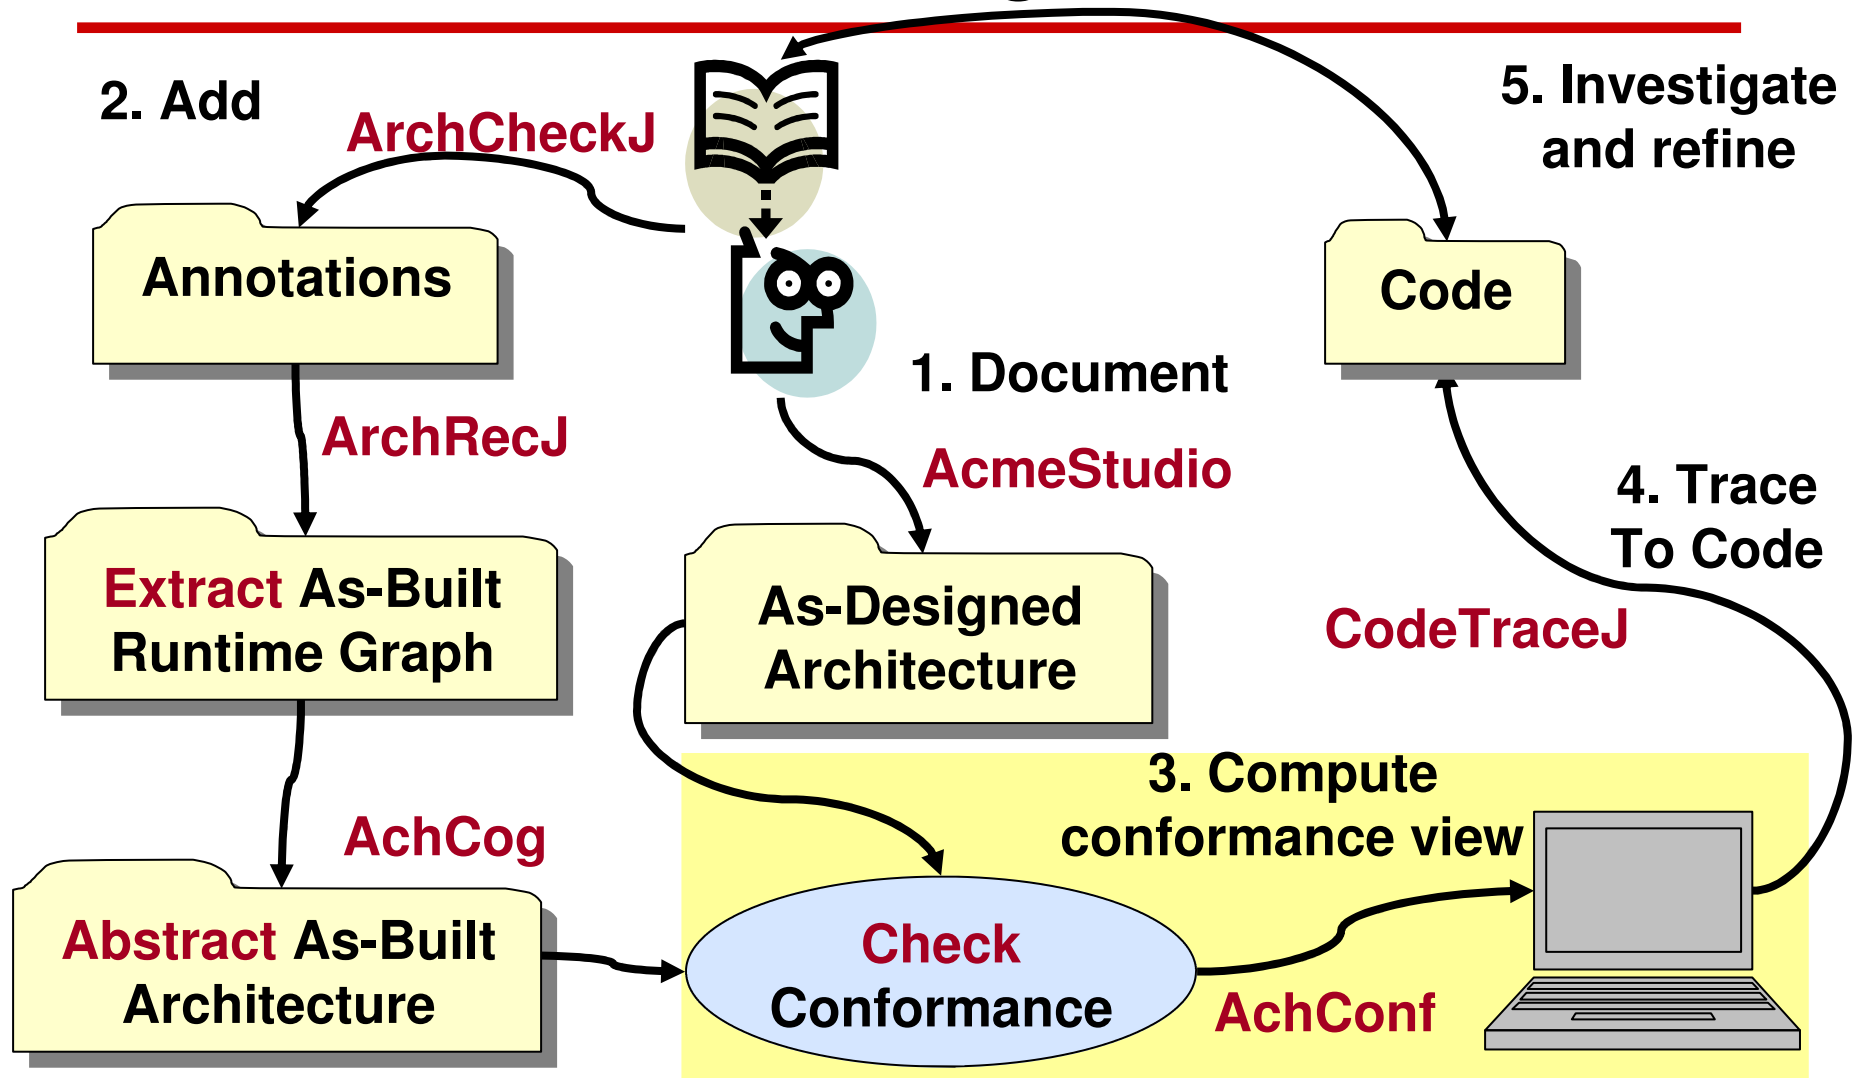 2. Add
ArchCheckJ
5. Investigate
and refine
Annotations
Code
1. Document
ArchRecJ
AcmeStudio
4. Trace
To Code
Extract As-Built
Runtime Graph
As-Designed
Architecture
CodeTraceJ
3. Compute
conformance view
AchCog
Abstract As-Built
Architecture
Check
Conformance
AchConf